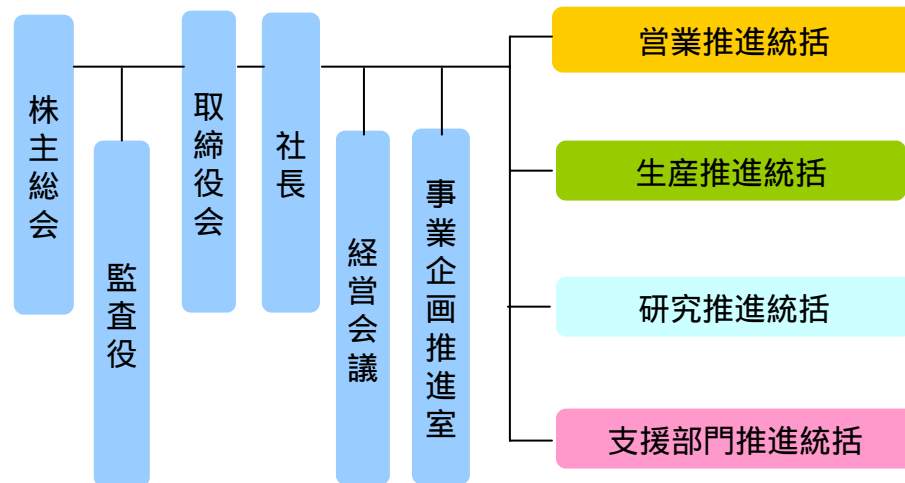 株主総会
監査役
取締役会
社長
経営会議
事業企画推進室
営業推進統括
生産推進統括
研究推進統括
支援部門推進統括